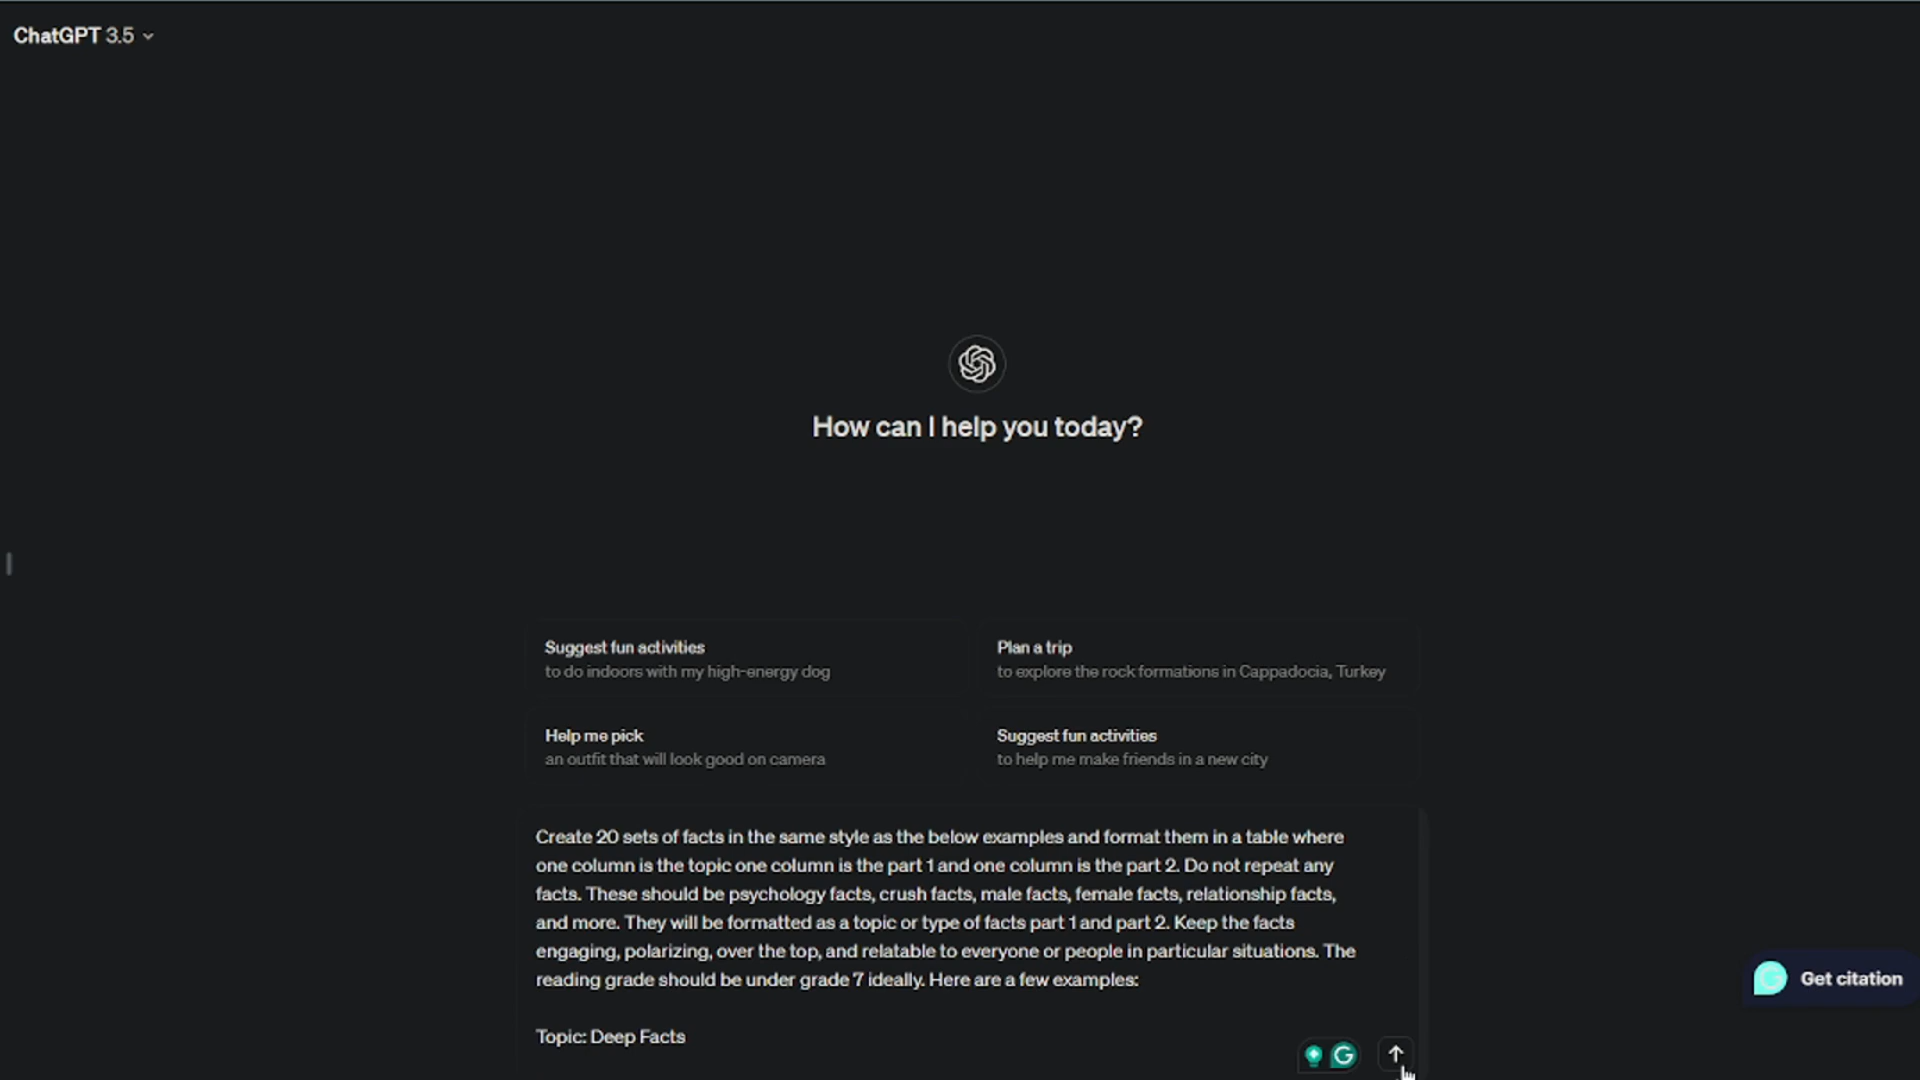 ChatGPT 3.5
How can I help you today?
Suggest fun activities
to do indoors with my high-energy dog
Plan a trip
to explore the rock formations in Cappadocia, Turkey
Help me pick
an outfit that will look good on camera
Suggest fun activities
to help me make friends in a new city
Create 20 sets of facts in the same style as the below examples and format them in a table where
one column is the topic one column is the part 1 and one column is the part 2. Do not repeat any
facts. These should be psychology facts, crush facts, male facts, female facts, relationship facts,
and more. They will be formatted as a topic or type of facts part 1 and part 2. Keep the facts
engaging, polarizing, over the top, and relatable to everyone or people in particular situations. The
reading grade should be under grade 7 ideally. Here are a few examples:
Topic: Deep Facts
Get citation